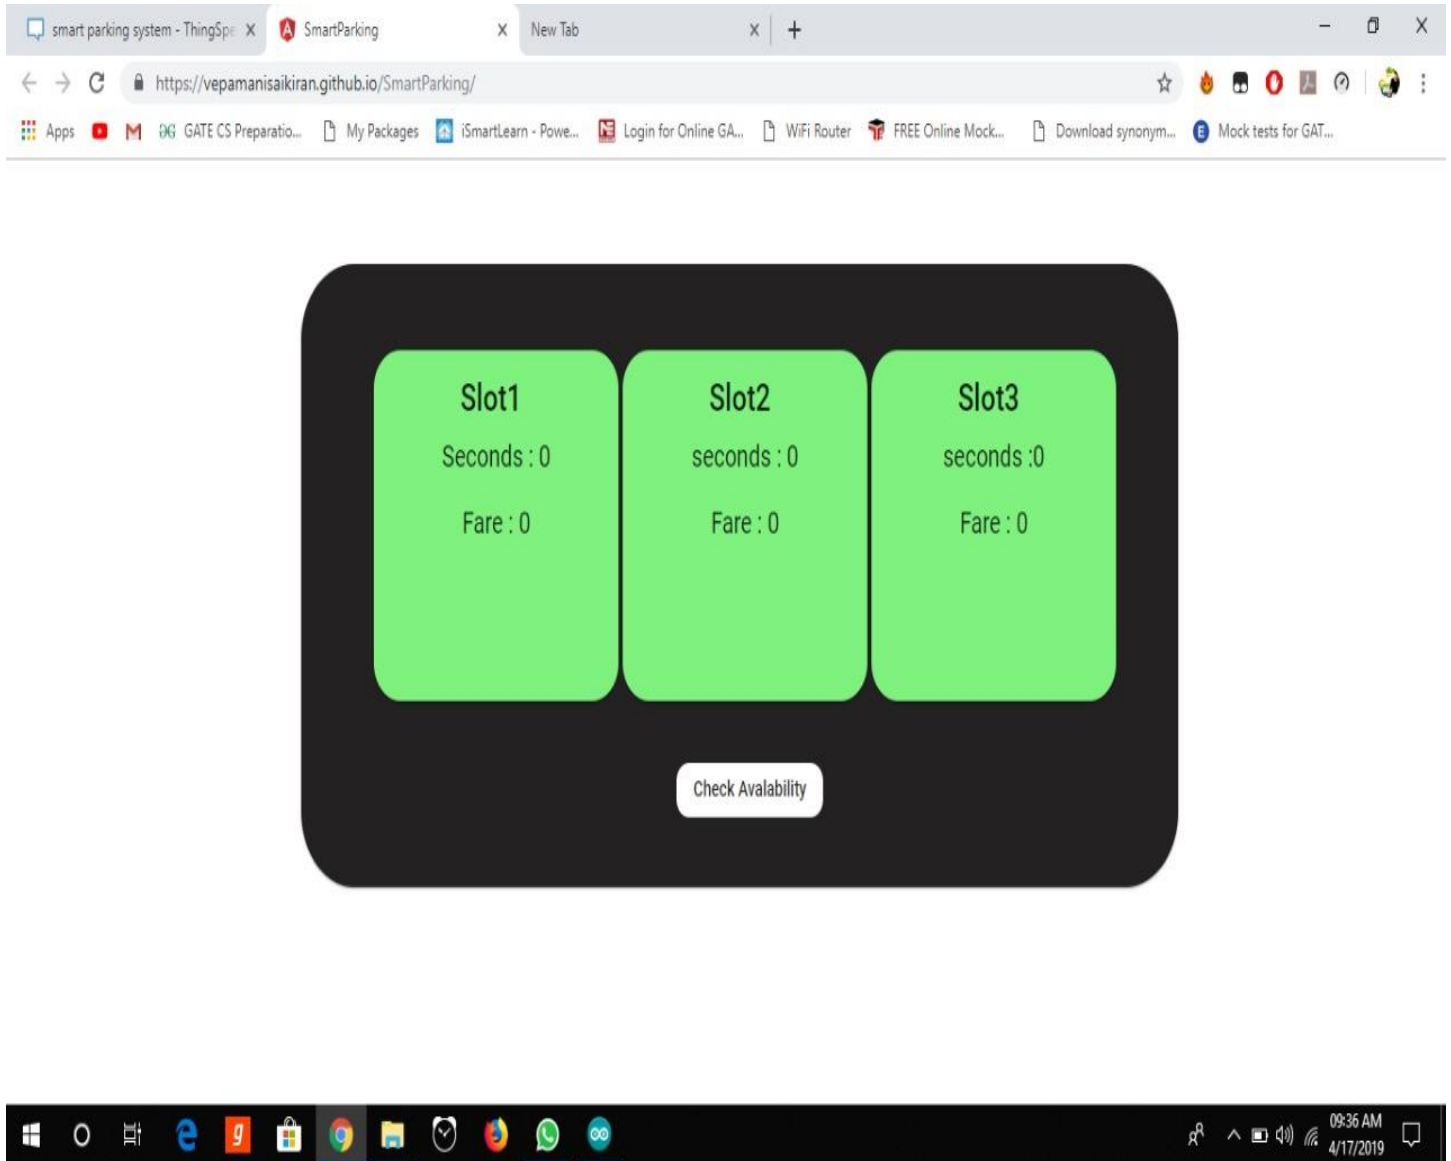 smart parking system - ThingSpe
SmartParking
New Tab
https://vepamanisaikiran.github.io/SmartParking/
Apps
GATE CS Preparatio...
My Packages
iSmartLearn - Powe...
Login for Online GA...
WiFi Router
FREE Online Mock...
Download synonym...
Mock tests for GAT...
Slot1
Slot2
Slot3
Seconds : 0
seconds : 0
seconds :0
Fare : 0
Fare : 0
Fare : 0
Check Avalability
09:36 AM
4/17/2019